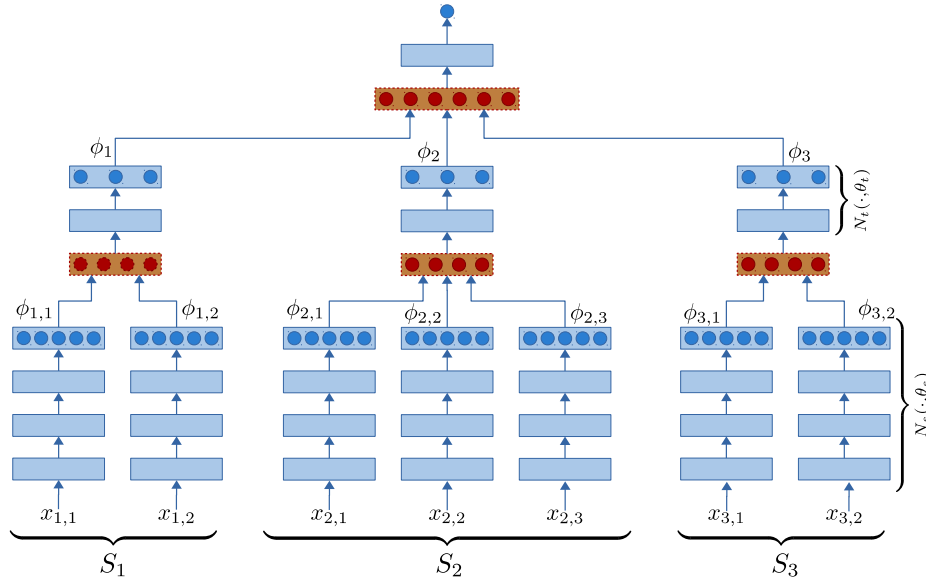 ϕ₁ ϕ₂ ϕ₃
N_t(·,θ_t)
ϕ₁,₁ ϕ₁,₂ ϕ₂,₁ ϕ₂,₂ ϕ₂,₃ ϕ₃,₁ ϕ₃,₂
x₁,₁ x₁,₂ x₂,₁ x₂,₂ x₂,₃ x₃,₁ x₃,₂
S₁ S₂ S₃